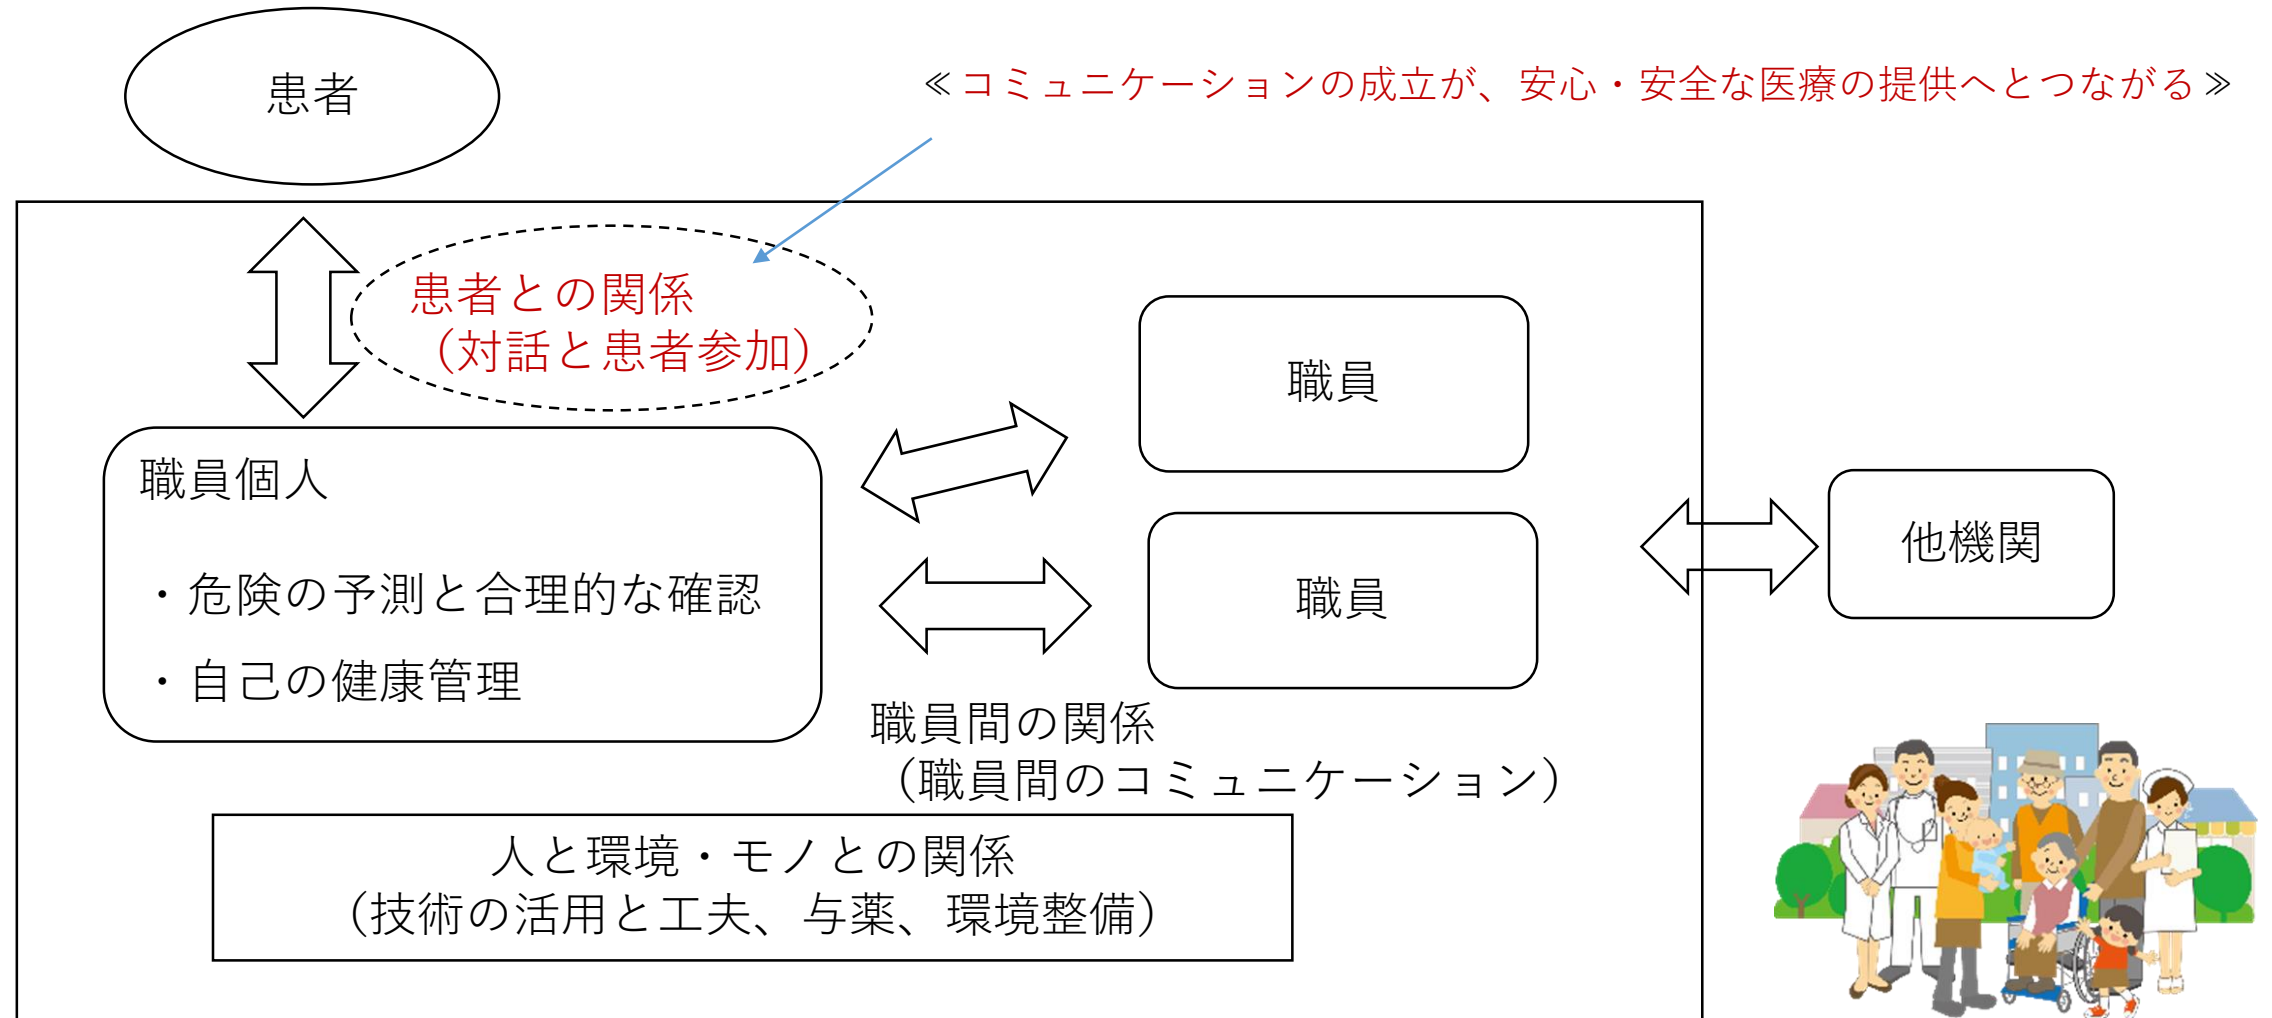 患者
≪コミュニケーションの成立が、安心・安全な医療の提供へとつながる≫
患者との関係
（対話と患者参加）
職員
職員個人
・危険の予測と合理的な確認
・自己の健康管理
職員
他機関
職員間の関係
（職員間のコミュニケーション）
人と環境・モノとの関係
（技術の活用と工夫、与薬、環境整備）